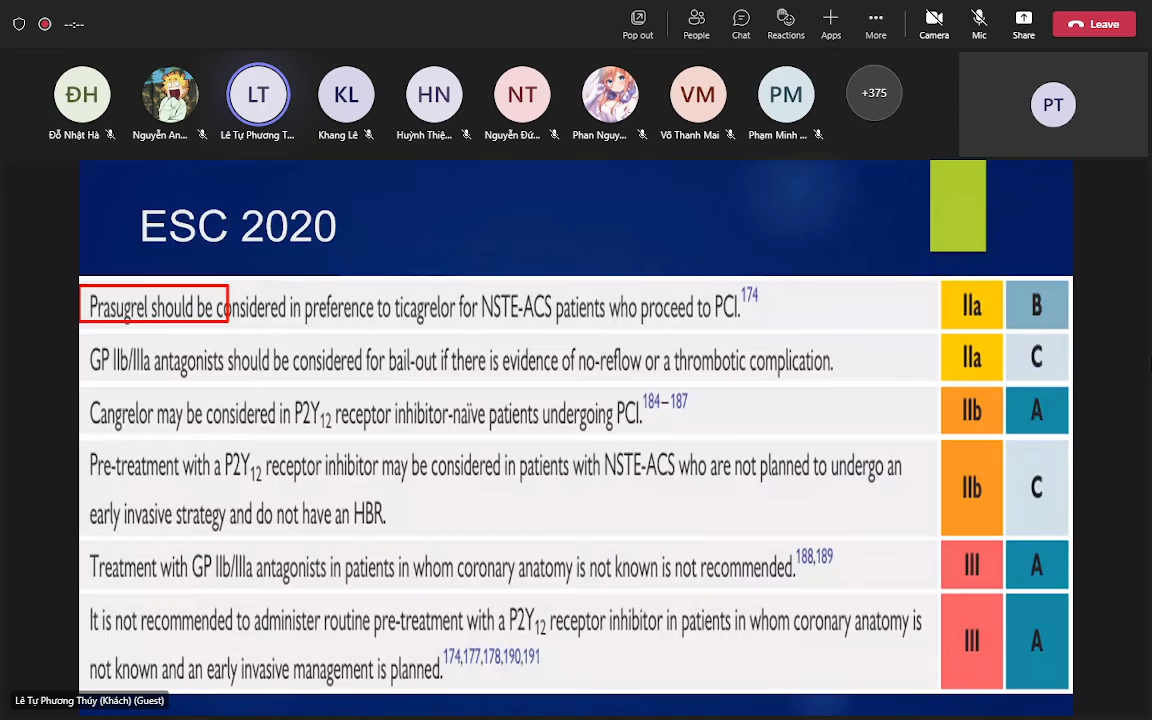 --:--
Pop out
People
Chat
Reactions
Apps
More
Camera
Mic
Share
Leave
ĐH
LT
KL
HN
NT
VM
PM
+375
PT
Đỗ Nhật Hà
Nguyễn An...
Lê Tự Phương T...
Khang Lê
Huỳnh Thiệ...
Nguyễn Đứ...
Phan Nguy...
Võ Thanh Mai
Phạm Minh ...
ESC 2020
Prasugrel should be considered in preference to ticagrelor for NSTE-ACS patients who proceed to PCI.174 IIa B
GP IIb/IIIa antagonists should be considered for bail-out if there is evidence of no-reflow or a thrombotic complication. IIa C
Cangrelor may be considered in P2Y12 receptor inhibitor-naïve patients undergoing PCI.184–187 IIb A
Pre-treatment with a P2Y12 receptor inhibitor may be considered in patients with NSTE-ACS who are not planned to undergo an
early invasive strategy and do not have an HBR. IIb C
Treatment with GP IIb/IIIa antagonists in patients in whom coronary anatomy is not known is not recommended.188,189 III A
It is not recommended to administer routine pre-treatment with a P2Y12 receptor inhibitor in patients in whom coronary anatomy is
not known and an early invasive management is planned.174,177,178,190,191 III A
Lê Tự Phương Thúy (Khách) (Guest)